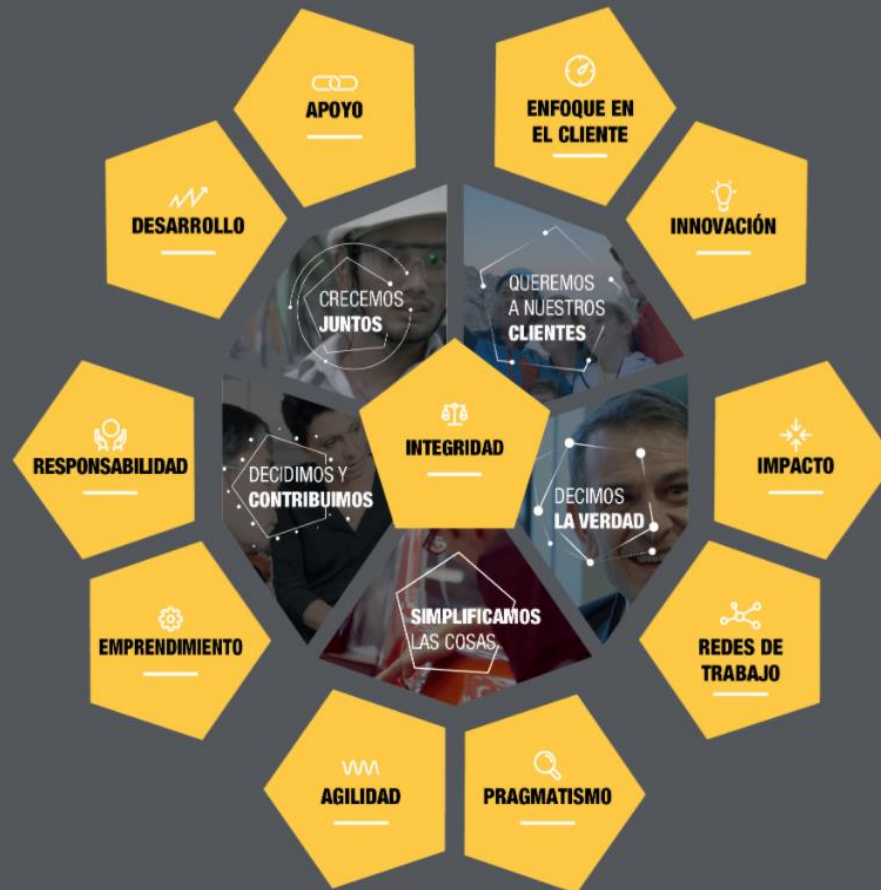 APOYO
ENFOQUE EN
EL CLIENTE
DESARROLLO
INNOVACIÓN
CRECEMOS
JUNTOS
QUEREMOS
A NUESTROS
CLIENTES
INTEGRIDAD
RESPONSABILIDAD
DECIDIMOS Y
CONTRIBUIMOS
DECIMOS
LA VERDAD
IMPACTO
SIMPLIFICAMOS
LAS COSAS
EMPRENDIMIENTO
REDES DE
TRABAJO
AGILIDAD
PRAGMATISMO